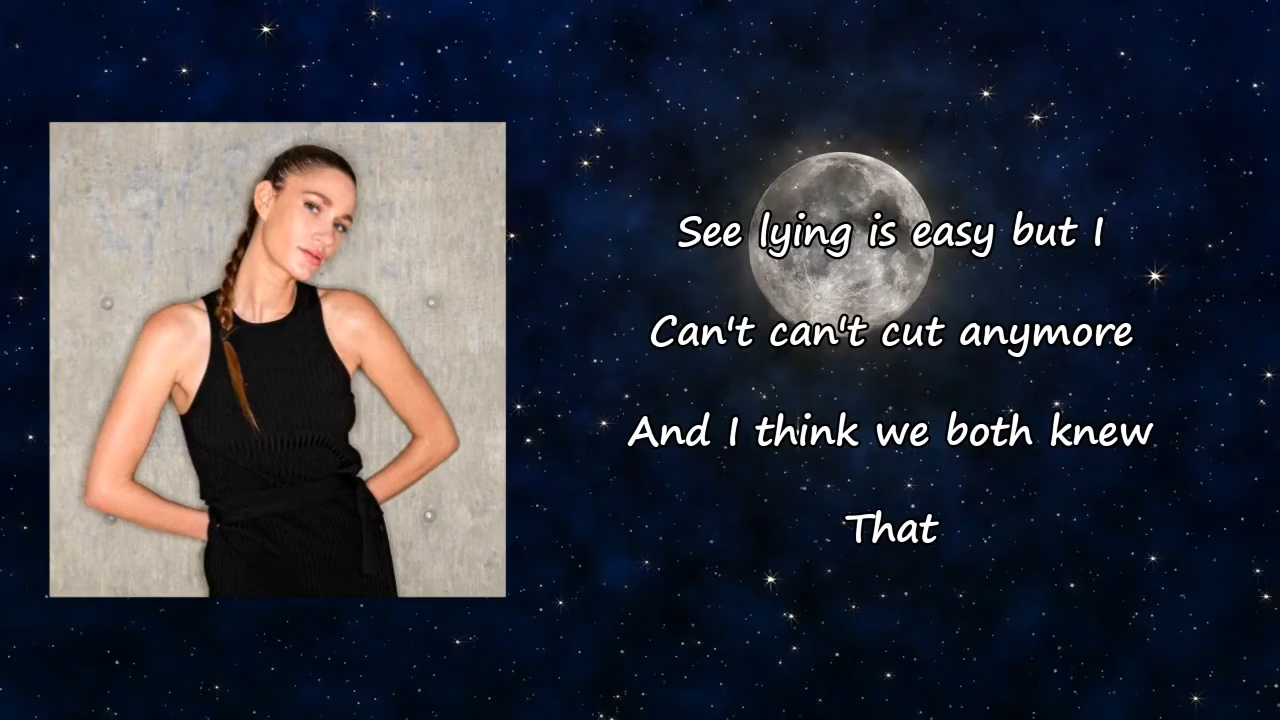 See lying is easy but I
Can't can't cut anymore
And I think we both knew
That